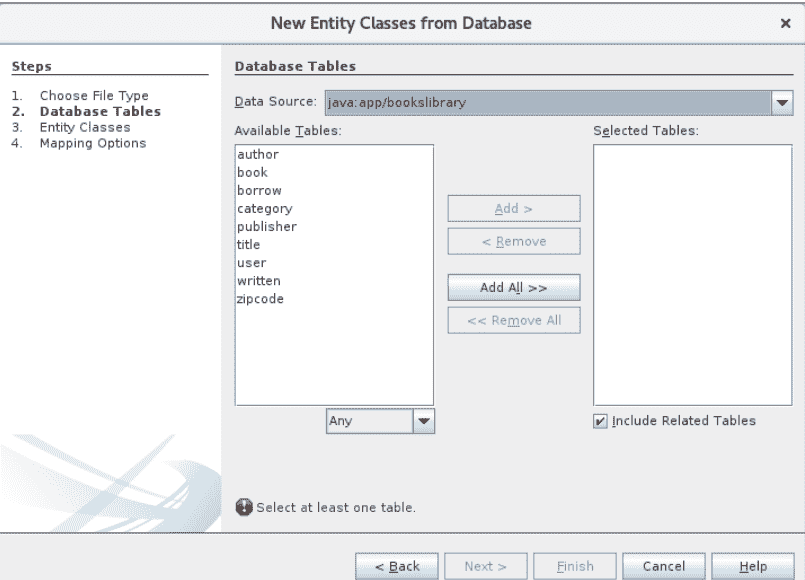 New Entity Classes from Database
×
Steps
1. Choose File Type
2. Database Tables
3. Entity Classes
4. Mapping Options
Database Tables
Data Source: java:app/bookslibrary
Available Tables:
author
book
borrow
category
publisher
title
user
written
zipcode
Any
Add >
< Remove
Add All >>
<< Remove All
Selected Tables:
Include Related Tables
Select at least one table.
< Back Next > Finish Cancel Help